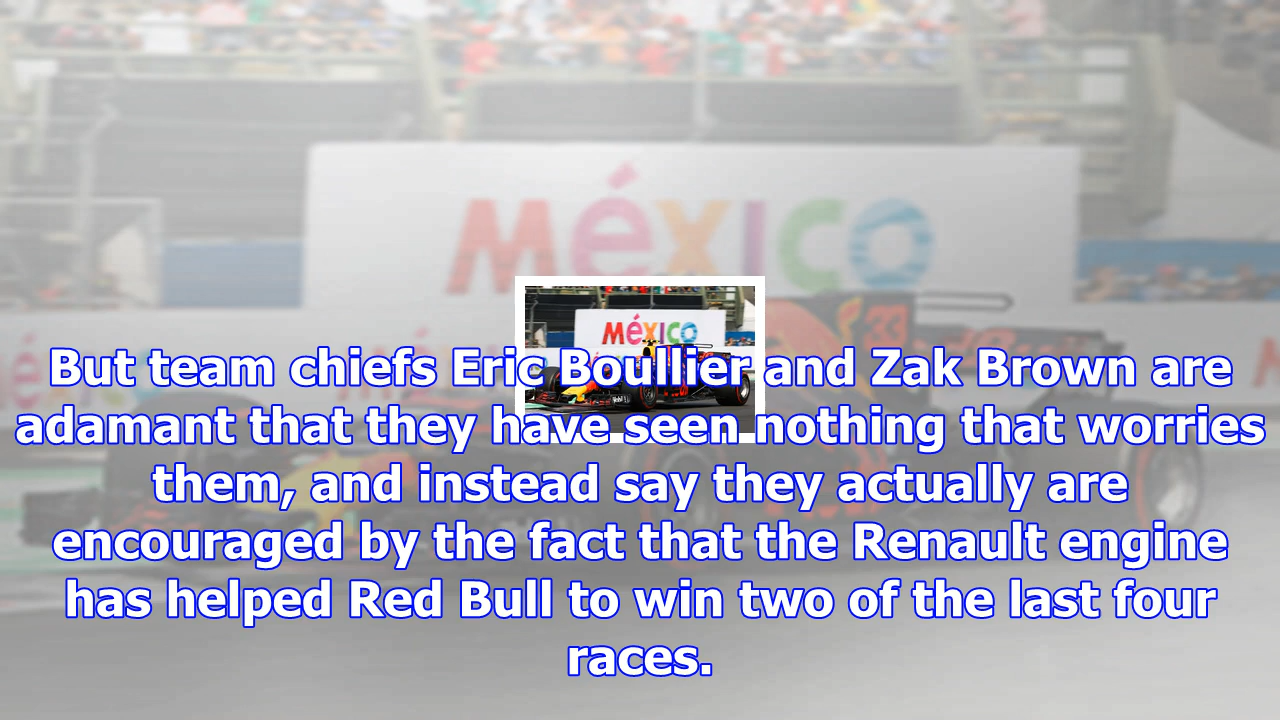 México
33
México
But team chiefs Eric Boullier and Zak Brown are
adamant that they have seen nothing that worries
them, and instead say they actually are
encouraged by the fact that the Renault engine
has helped Red Bull to win two of the last four
races.